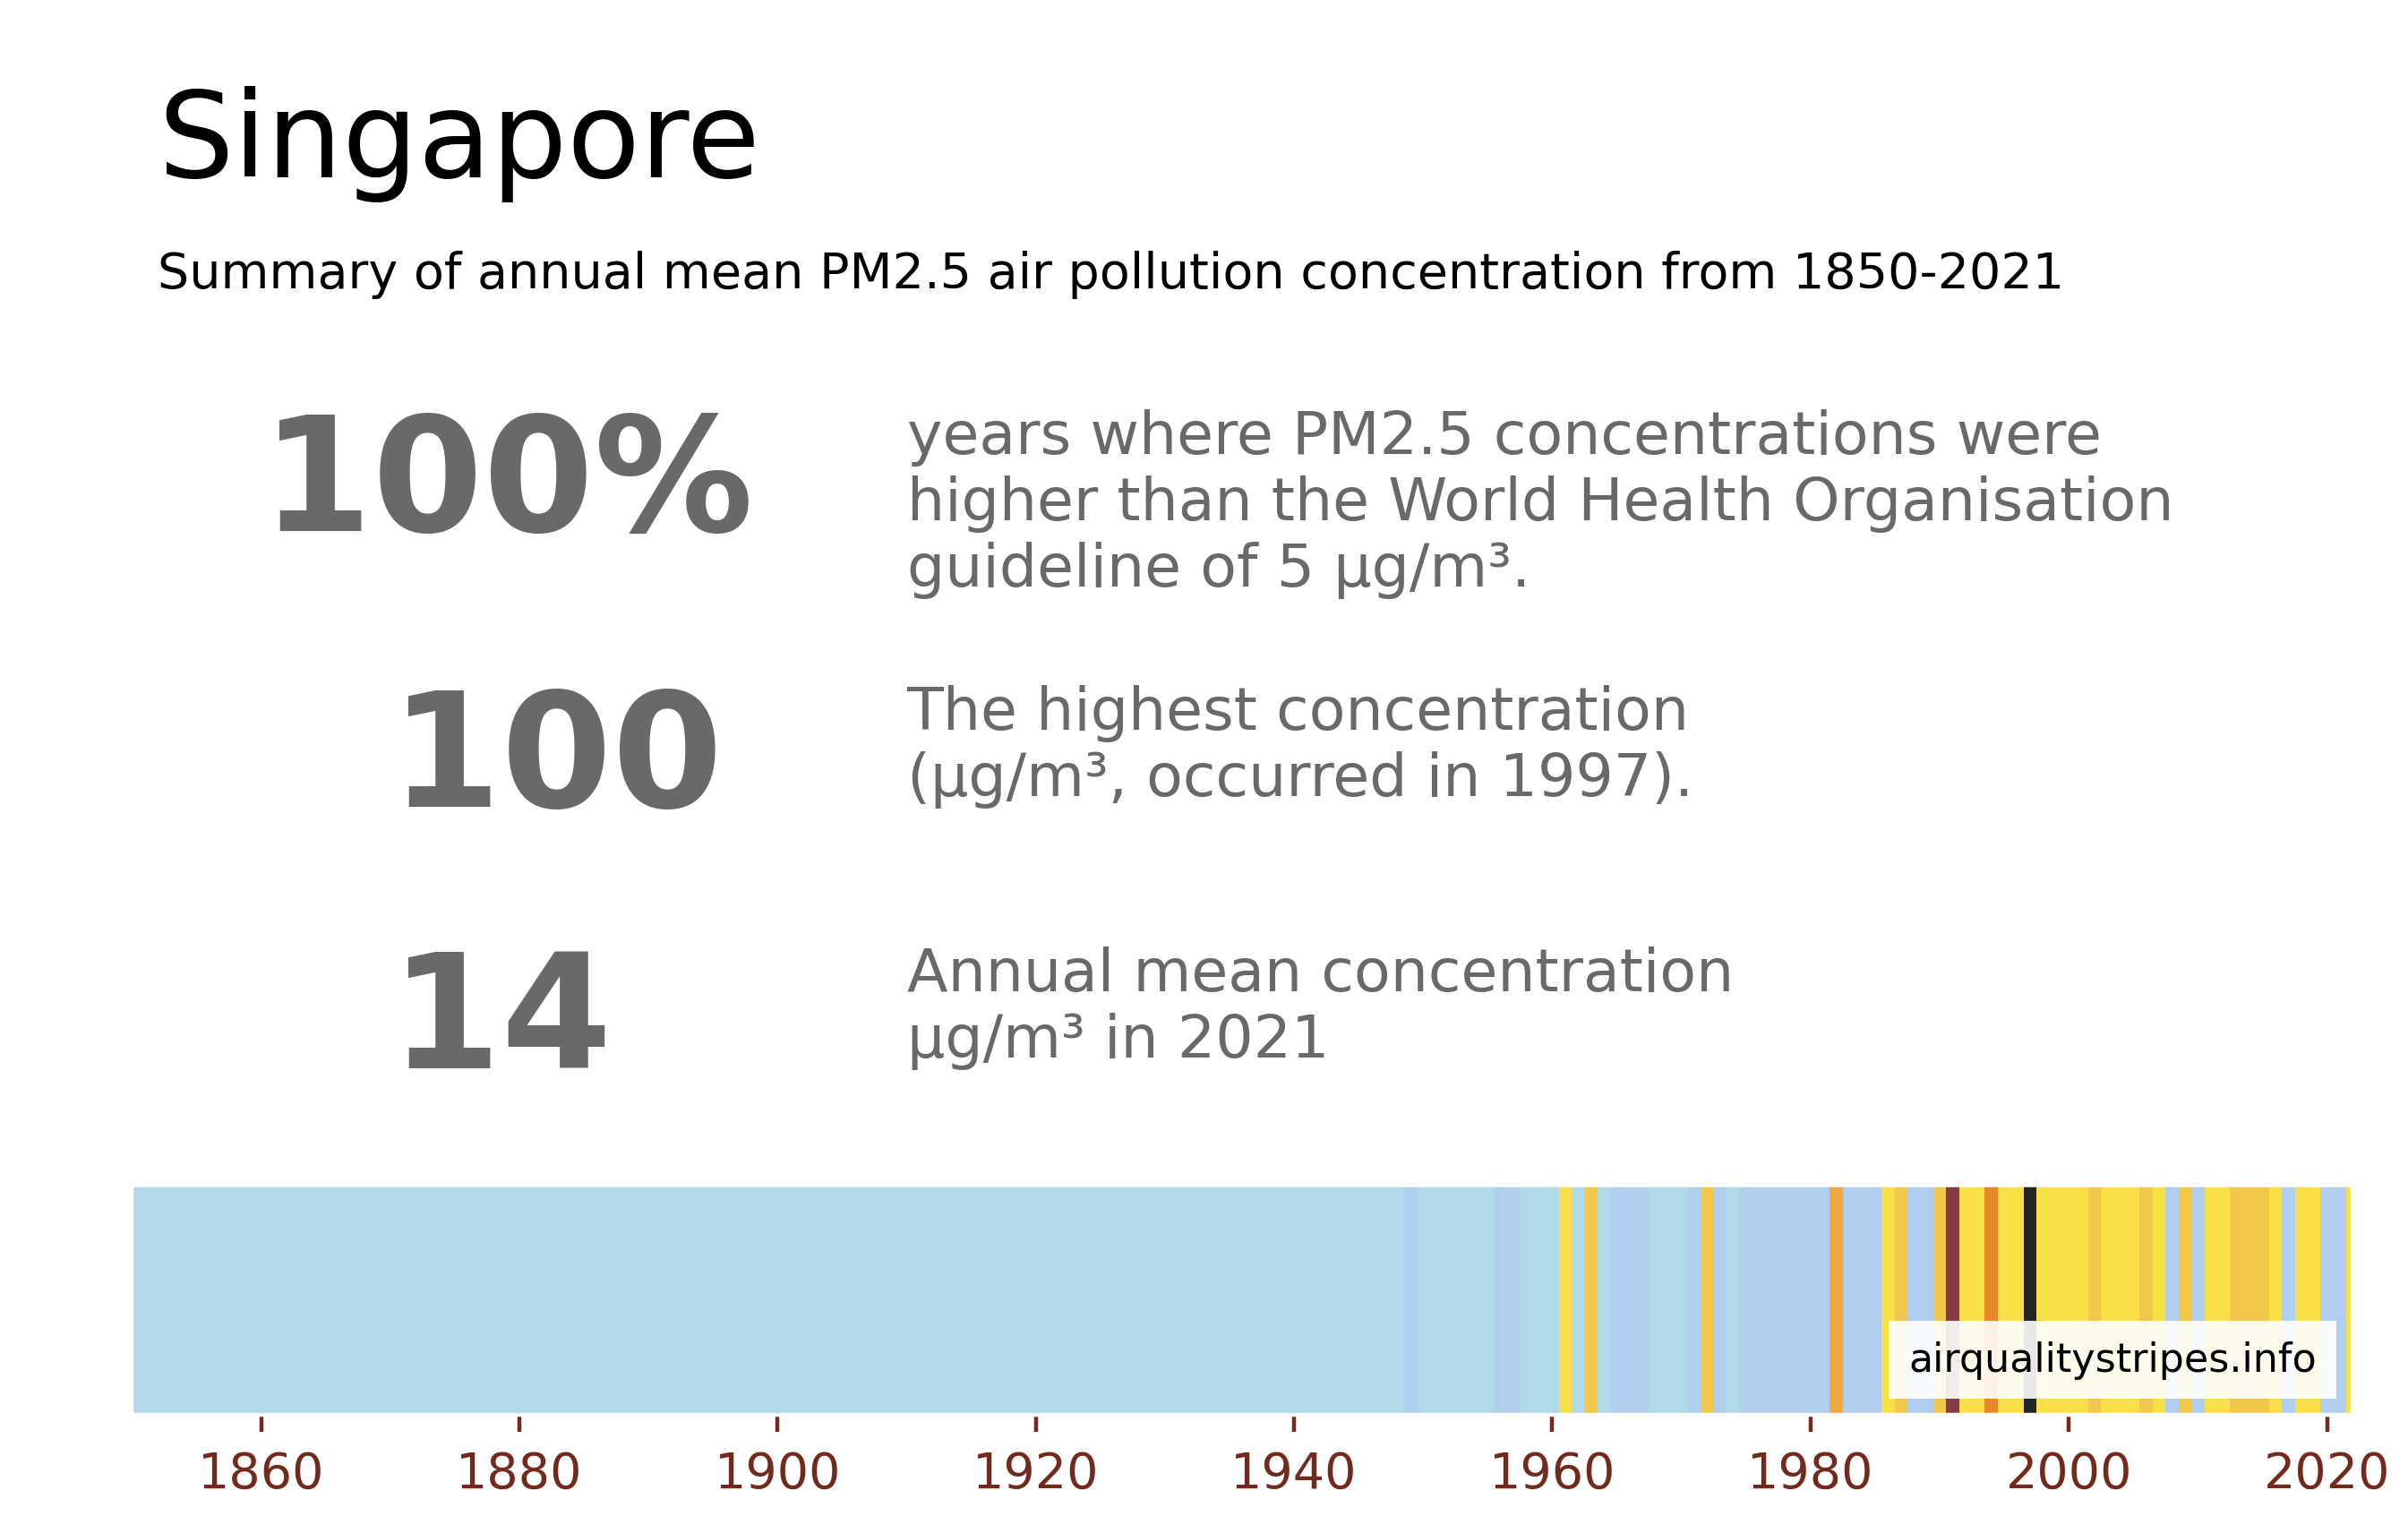 Singapore
Summary of annual mean PM2.5 air pollution concentration from 1850-2021
100%
years where PM2.5 concentrations were
higher than the World Health Organisation
guideline of 5 µg/m³.
100
The highest concentration
(µg/m³, occurred in 1997).
14
Annual mean concentration
µg/m³ in 2021
airqualitystripes.info
1860 1880 1900 1920 1940 1960 1980 2000 2020